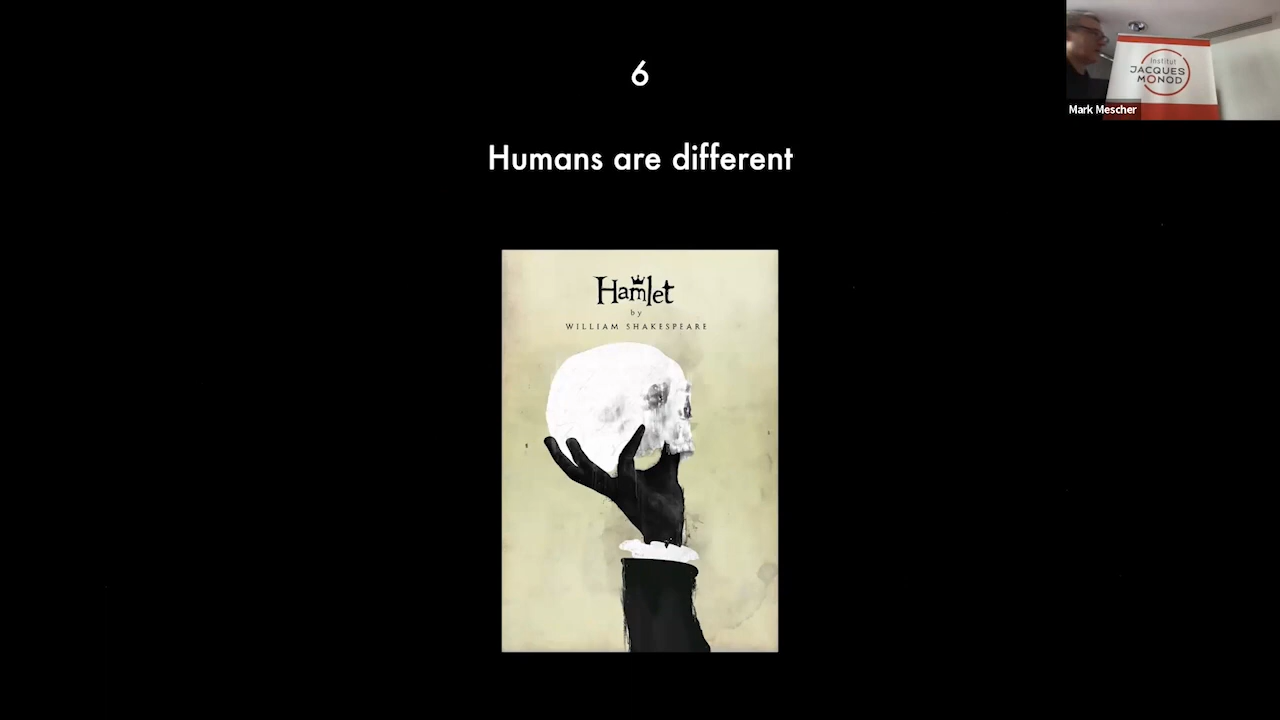 6
Humans are different
Hamlet
by
WILLIAM SHAKESPEARE
Institut
JACQUES
MONOD
Mark Mescher